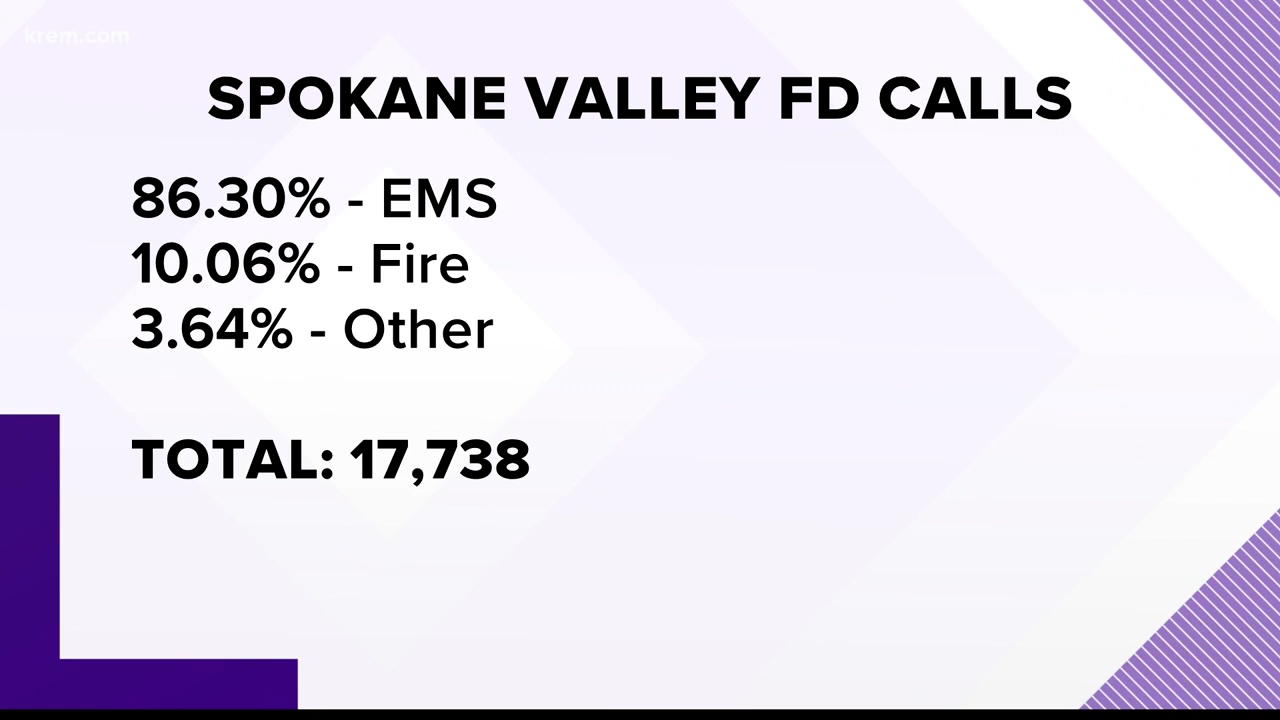 krem.com
SPOKANE VALLEY FD CALLS
86.30% - EMS
10.06% - Fire
3.64% - Other
TOTAL: 17,738